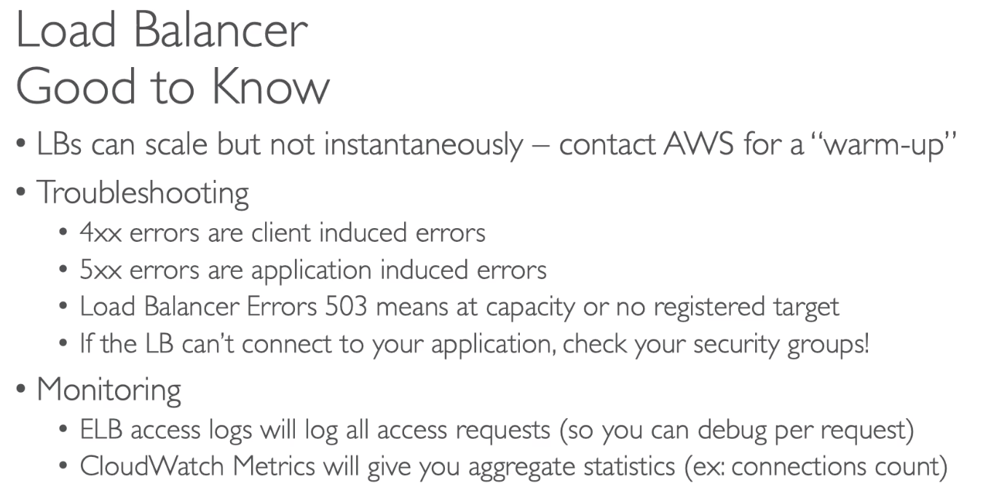 Load Balancer
Good to Know
• LBs can scale but not instantaneously – contact AWS for a “warm-up”
• Troubleshooting
• 4xx errors are client induced errors
• 5xx errors are application induced errors
• Load Balancer Errors 503 means at capacity or no registered target
• If the LB can’t connect to your application, check your security groups!
• Monitoring
• ELB access logs will log all access requests (so you can debug per request)
• CloudWatch Metrics will give you aggregate statistics (ex: connections count)